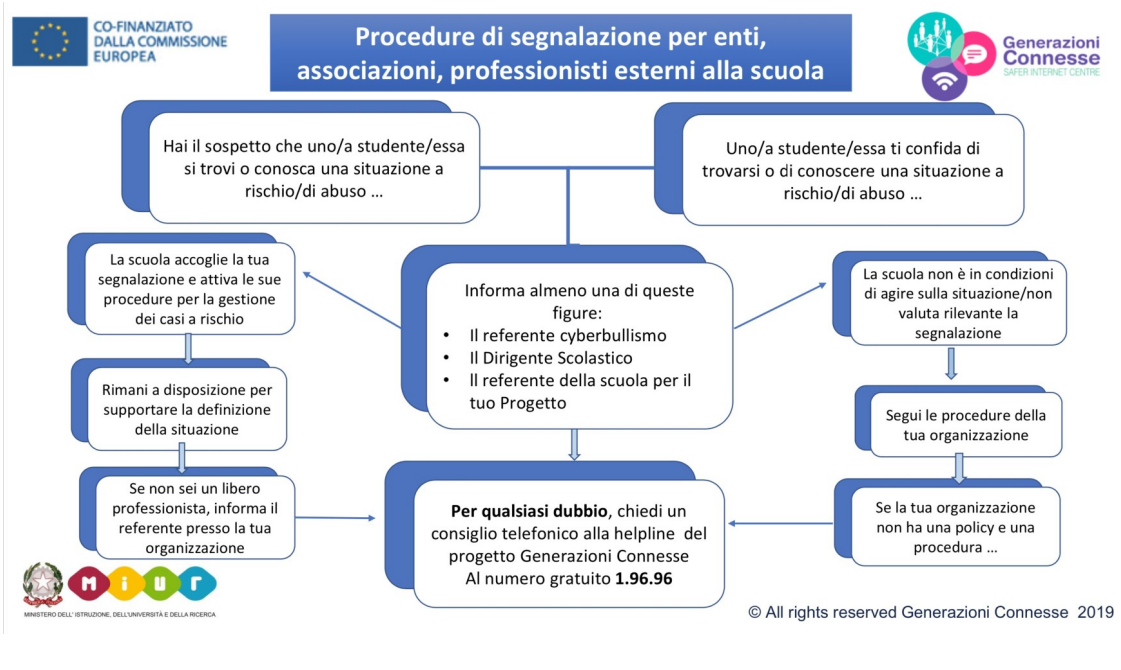 CO-FINANZIATO
DALLA COMMISSIONE
EUROPEA
Procedure di segnalazione per enti,
associazioni, professionisti esterni alla scuola
Generazioni
Connesse
SAFER INTERNET CENTRE
Hai il sospetto che uno/a studente/essa
si trovi o conosca una situazione a
rischio/di abuso ...
Uno/a studente/essa ti confida di
trovarsi o di conoscere una situazione a
rischio/di abuso ...
La scuola accoglie la tua
segnalazione e attiva le sue
procedure per la gestione
dei casi a rischio
Informa almeno una di queste
figure:
• Il referente cyberbullismo
• Il Dirigente Scolastico
• Il referente della scuola per il
tuo Progetto
La scuola non è in condizioni
di agire sulla situazione/non
valuta rilevante la
segnalazione
Rimani a disposizione per
supportare la definizione
della situazione
Segui le procedure della
tua organizzazione
Se non sei un libero
professionista, informa il
referente presso la tua
organizzazione
Per qualsiasi dubbio, chiedi un
consiglio telefonico alla helpline del
progetto Generazioni Connesse
Al numero gratuito 1.96.96
Se la tua organizzazione
non ha una policy e una
procedura ...
miur
MINISTERO DELL' ISTRUZIONE, DELL'UNIVERSITÀ E DELLA RICERCA
© All rights reserved Generazioni Connesse 2019